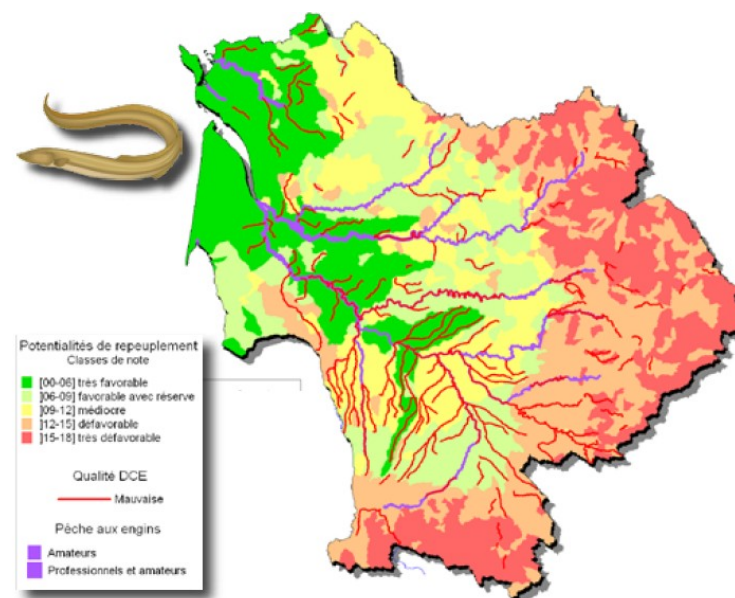 Potentialités de repeuplement
Classes de note
[00-06] très favorable
]06-09] favorable avec réserve
]09-12] médiocre
]12-15] défavorable
]15-18] très défavorable
Qualité DCE
Mauvaise
Pêche aux engins
Amateurs
Professionnels et amateurs